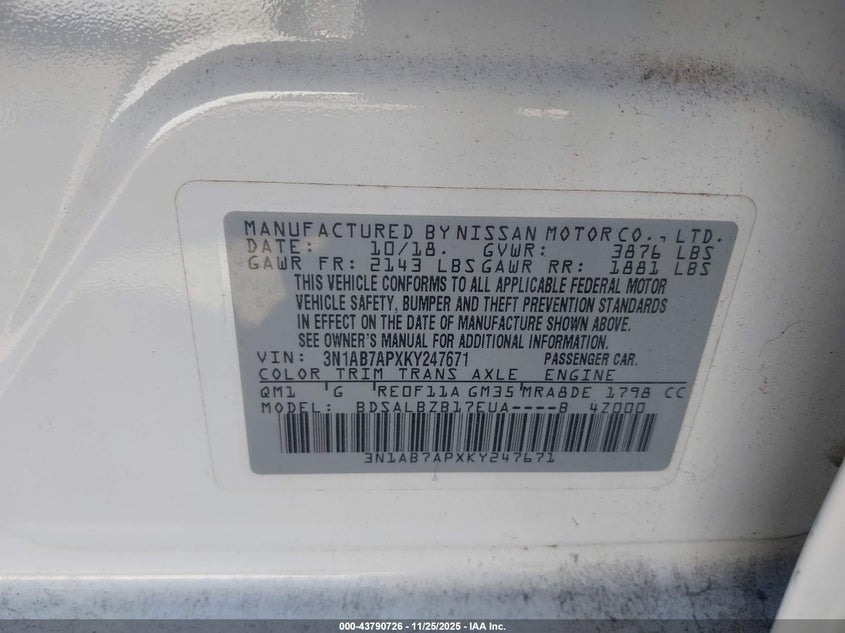 MANUFACTURED BY NISSAN MOTOR CO., LTD.
DATE: 10/18. GVWR: 3876 LBS
GAWR FR: 2143 LBS GAWR RR: 1881 LBS
THIS VEHICLE CONFORMS TO ALL APPLICABLE FEDERAL MOTOR
VEHICLE SAFETY, BUMPER AND THEFT PREVENTION STANDARDS
IN EFFECT ON THE DATE OF MANUFACTURE SHOWN ABOVE.
SEE OWNER'S MANUAL FOR ADDITIONAL INFORMATION.
VIN: 3N1AB7APXKY247671 PASSENGER CAR.
COLOR TRIM TRANS AXLE ENGINE
QM1 G RE0F11A GM35 MRA8DE 1798 CC
MODEL: BDSALBZB17EUA----B 4Z000
3N1AB7APXKY247671
000-43790726 - 11/25/2025 - IAA Inc.